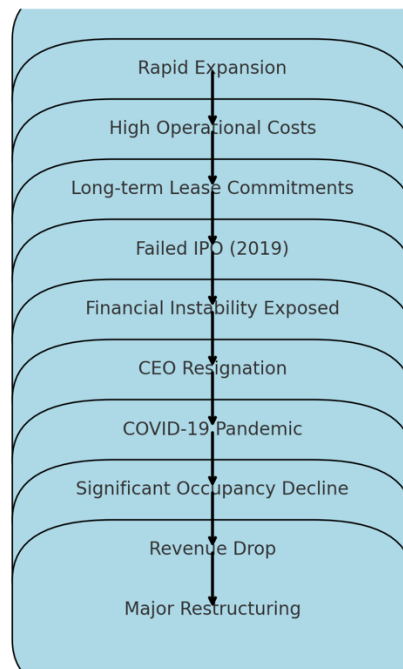 Rapid Expansion
High Operational Costs
Long-term Lease Commitments
Failed IPO (2019)
Financial Instability Exposed
CEO Resignation
COVID-19 Pandemic
Significant Occupancy Decline
Revenue Drop
Major Restructuring